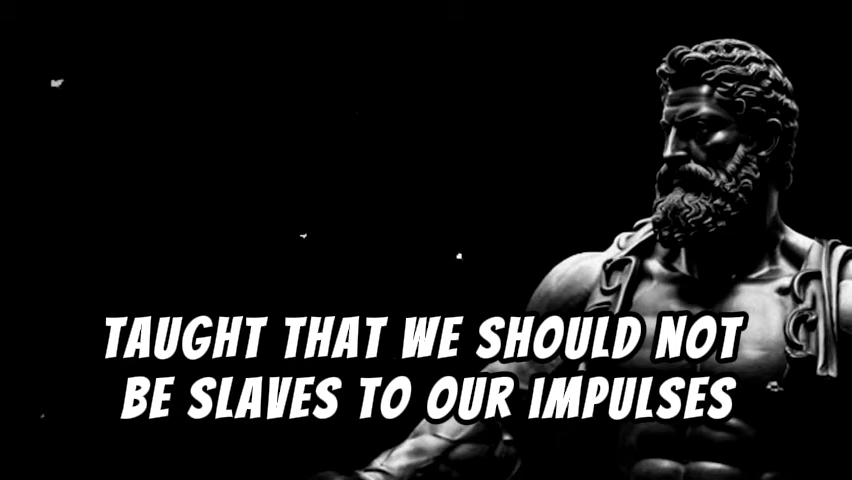 TAUGHT THAT WE SHOULD NOT
BE SLAVES TO OUR IMPULSES